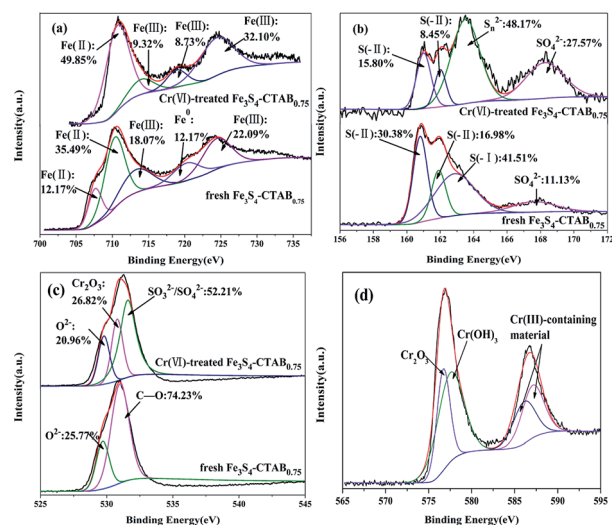 (a)
Fe(II):
49.85%
Fe(III):
19.32%
Fe(III):
8.73%
Fe(III):
32.10%
Cr(VI)-treated Fe3S4-CTAB0.75
Fe(II):
35.49%
Fe(II):
12.17%
Fe(III):
18.07%
Fe0:
12.17%
Fe(III):
22.09%
fresh Fe3S4-CTAB0.75
Intensity(a.u.)
700 705 710 715 720 725 730 735
Binding Energy(eV)
(b)
S(-II):
15.80%
S(-II):
8.45%
Sn2-:48.17%
SO42-:27.57%
Cr(VI)-treated Fe3S4-CTAB0.75
S(-II):30.38%
S(-II):16.98%
S(-I):41.51%
SO42-:11.13%
fresh Fe3S4-CTAB0.75
Intensity(a.u.)
156 158 160 162 164 166 168 170 172
Binding Energy(eV)
(c)
Cr2O3:
26.82%
O2-:
20.96%
SO32-/SO42-:52.21%
Cr(VI)-treated Fe3S4-CTAB0.75
C—O:74.23%
O2-:25.77%
fresh Fe3S4-CTAB0.75
Intensity(a.u.)
525 530 535 540 545
Binding Energy(eV)
(d)
Cr2O3
Cr(OH)3
Cr(III)-containing
material
Intensity(a.u.)
565 570 575 580 585 590 595
Binding Energy(eV)